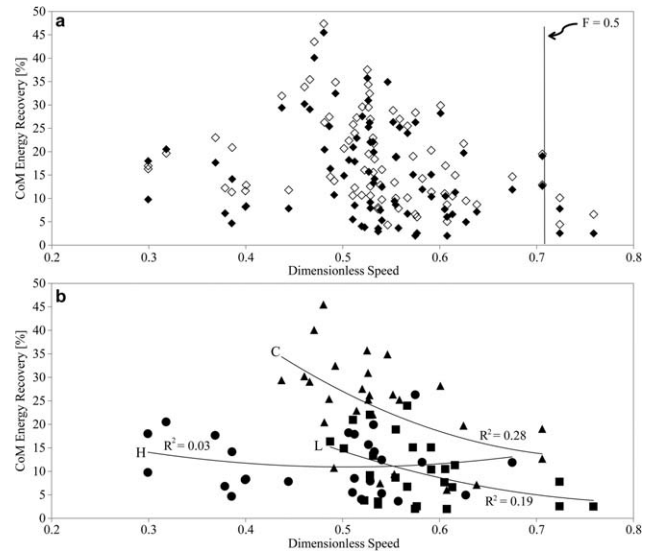 a
F = 0.5
CoM Energy Recovery [%]
50
45
40
35
30
25
20
15
10
5
0
0.2
0.3
0.4
0.5
0.6
0.7
0.8
Dimensionless Speed
b
CoM Energy Recovery [%]
50
45
40
35
30
25
20
15
10
5
0
C
H
R² = 0.03
L
R² = 0.28
R² = 0.19
0.2
0.3
0.4
0.5
0.6
0.7
0.8
Dimensionless Speed